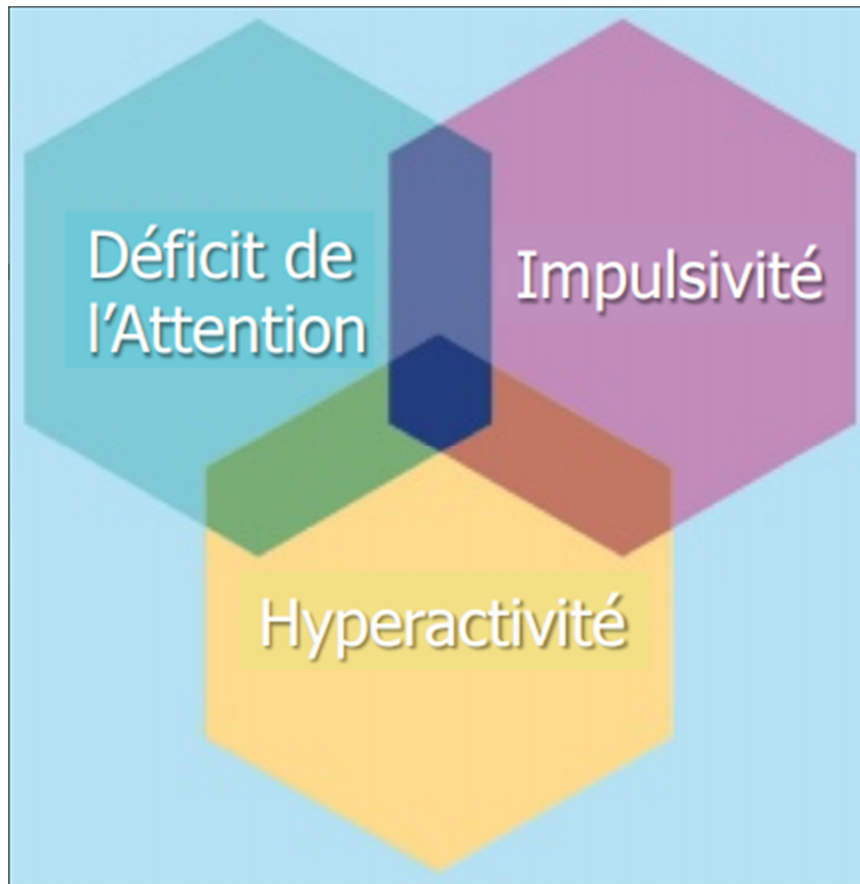 Déficit de
l’Attention
Impulsivité
Hyperactivité